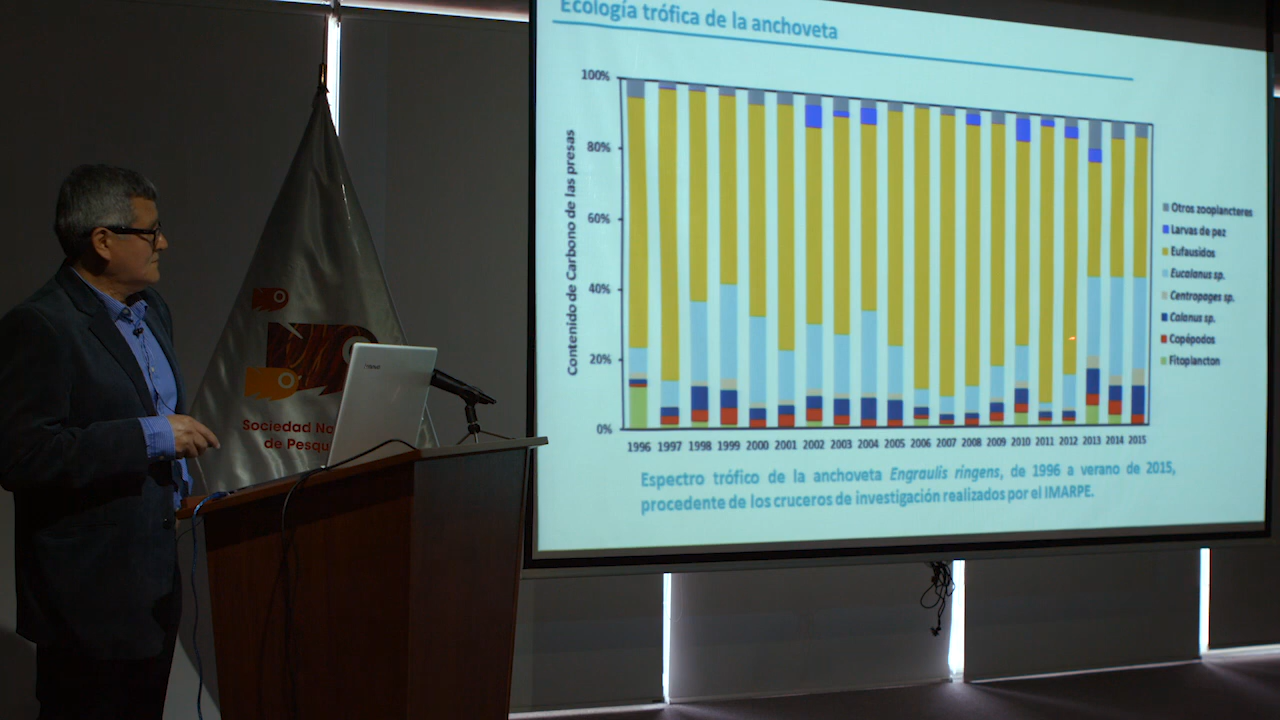 Ecología trófica de la anchoveta
100%
80%
60%
40%
20%
0%
Contenido de Carbono de las presas
1996 1997 1998 1999 2000 2001 2002 2003 2004 2005 2006 2007 2008 2009 2010 2011 2012 2013 2014 2015
Otros zooplancteres
Larvas de pez
Eufausidos
Eucalanus sp.
Centropages sp.
Calanus sp.
Copépodos
Fitoplancton
Espectro trófico de la anchoveta Engraulis ringens, de 1996 a verano de 2015,
procedente de los cruceros de investigación realizados por el IMARPE.
Sociedad
de